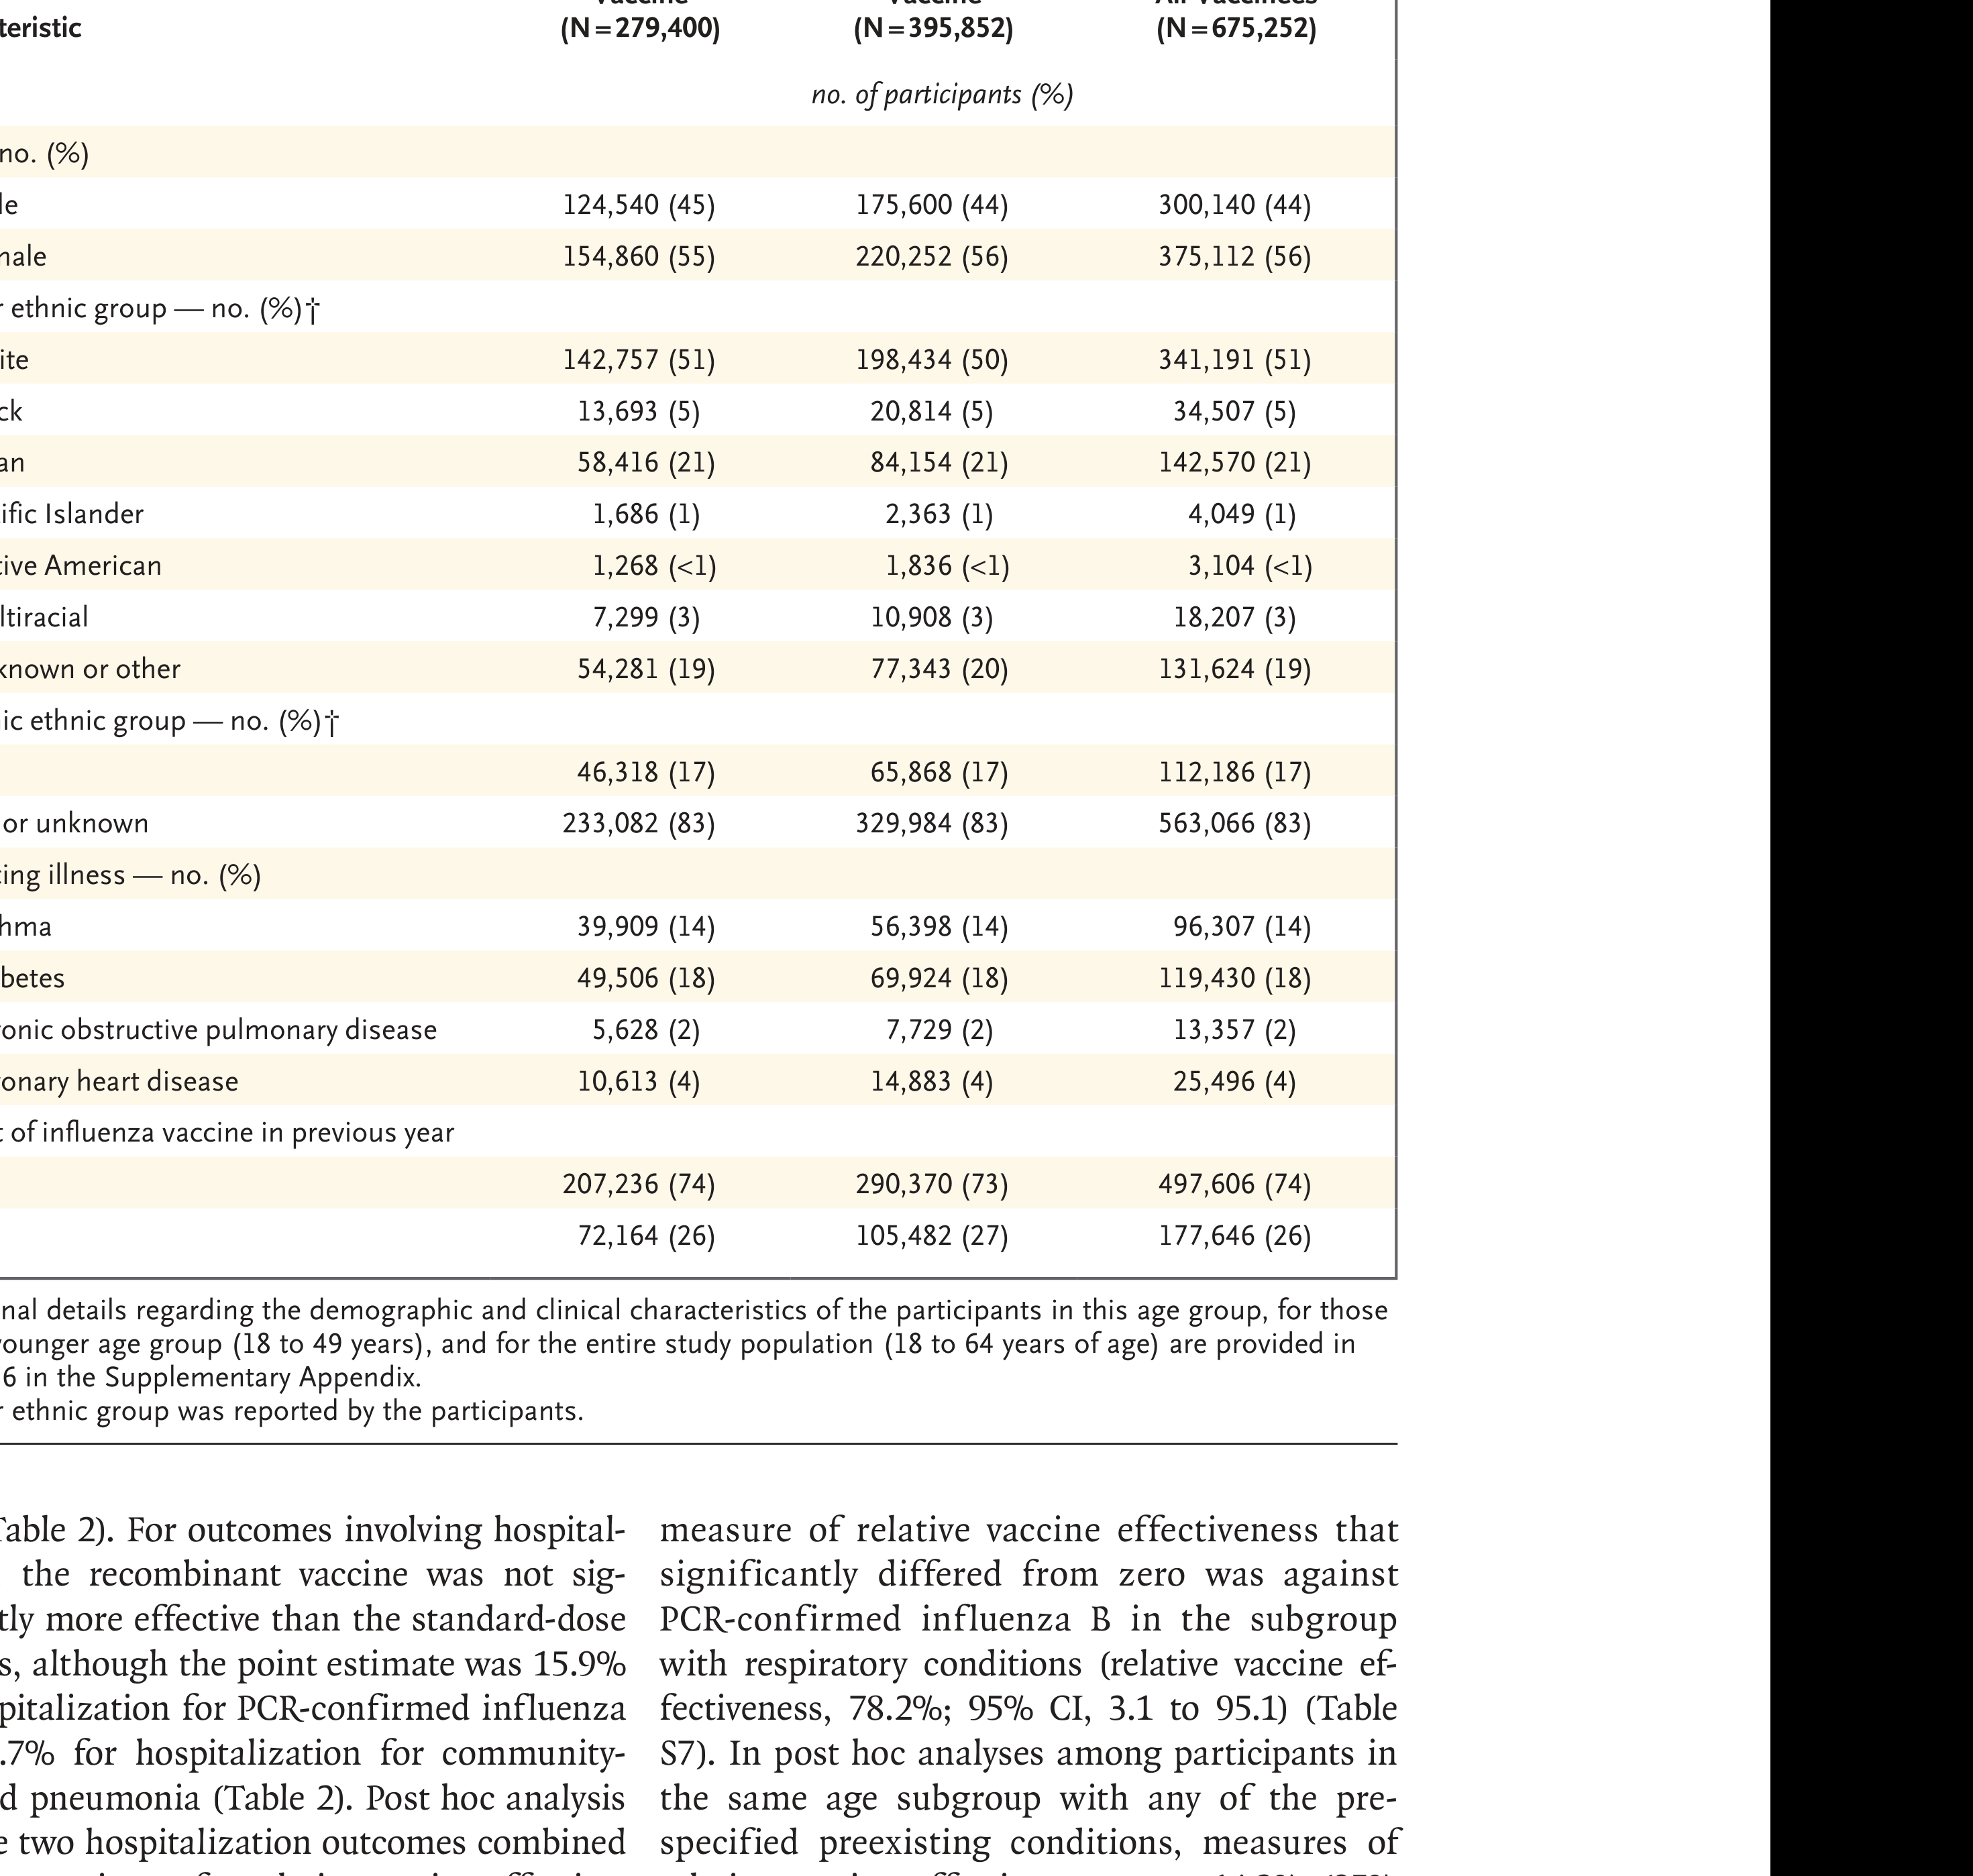 Vaccine Vaccine All Vaccinees
teristic (N=279,400) (N=395,852) (N=675,252)
no. of participants (%)
no. (%)
le 124,540 (45) 175,600 (44) 300,140 (44)
nale 154,860 (55) 220,252 (56) 375,112 (56)
r ethnic group — no. (%)†
ite 142,757 (51) 198,434 (50) 341,191 (51)
ck 13,693 (5) 20,814 (5) 34,507 (5)
an 58,416 (21) 84,154 (21) 142,570 (21)
ific Islander 1,686 (1) 2,363 (1) 4,049 (1)
tive American 1,268 (<1) 1,836 (<1) 3,104 (<1)
ltiracial 7,299 (3) 10,908 (3) 18,207 (3)
known or other 54,281 (19) 77,343 (20) 131,624 (19)
ic ethnic group — no. (%)†
46,318 (17) 65,868 (17) 112,186 (17)
or unknown 233,082 (83) 329,984 (83) 563,066 (83)
ting illness — no. (%)
hma 39,909 (14) 56,398 (14) 96,307 (14)
betes 49,506 (18) 69,924 (18) 119,430 (18)
ronic obstructive pulmonary disease 5,628 (2) 7,729 (2) 13,357 (2)
onary heart disease 10,613 (4) 14,883 (4) 25,496 (4)
t of influenza vaccine in previous year
207,236 (74) 290,370 (73) 497,606 (74)
72,164 (26) 105,482 (27) 177,646 (26)
nal details regarding the demographic and clinical characteristics of the participants in this age group, for those
younger age group (18 to 49 years), and for the entire study population (18 to 64 years of age) are provided in
6 in the Supplementary Appendix.
r ethnic group was reported by the participants.
Table 2). For outcomes involving hospital-
the recombinant vaccine was not sig-
tly more effective than the standard-dose
s, although the point estimate was 15.9%
pitalization for PCR-confirmed influenza
.7% for hospitalization for community-
d pneumonia (Table 2). Post hoc analysis
e two hospitalization outcomes combined
measure of relative vaccine effectiveness that
significantly differed from zero was against
PCR-confirmed influenza B in the subgroup
with respiratory conditions (relative vaccine ef-
fectiveness, 78.2%; 95% CI, 3.1 to 95.1) (Table
S7). In post hoc analyses among participants in
the same age subgroup with any of the pre-
specified preexisting conditions, measures of